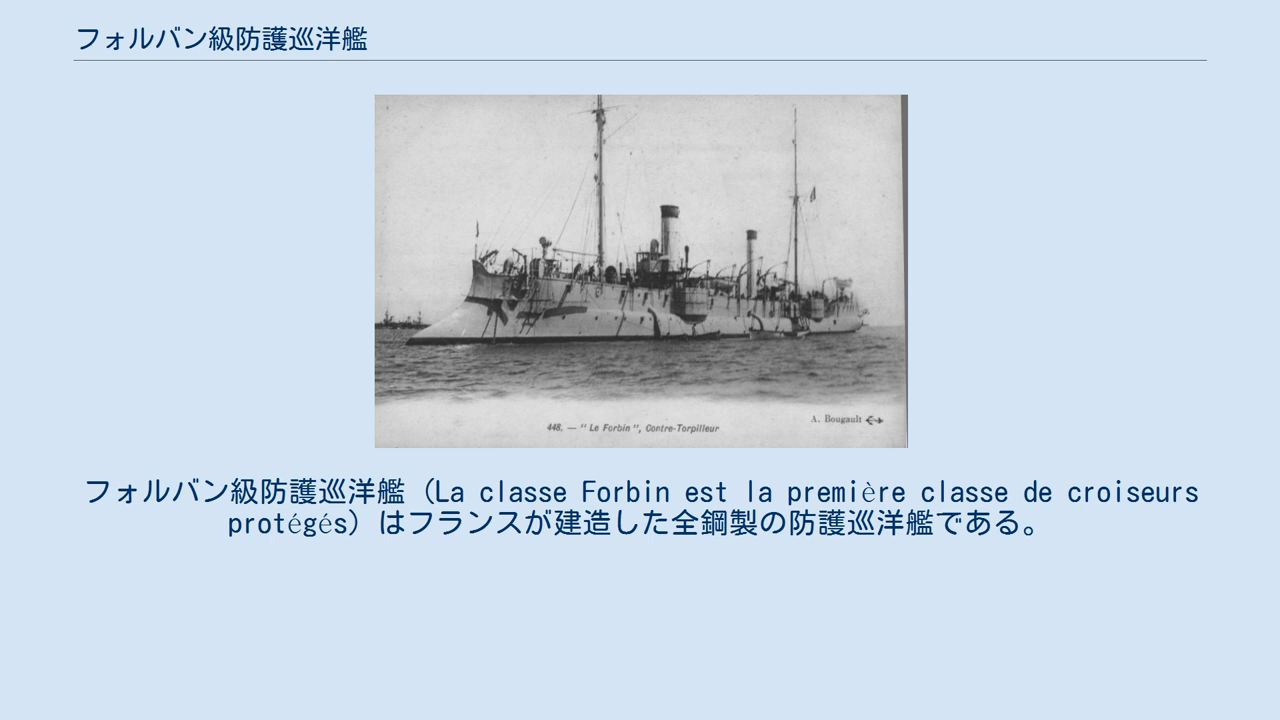 フォルバン級防護巡洋艦
448. — “ Le Forbin ”, Contre-Torpilleur
A. Bougault
フォルバン級防護巡洋艦（La classe Forbin est la première classe de croiseurs
protégés）はフランスが建造した全鋼製の防護巡洋艦である。